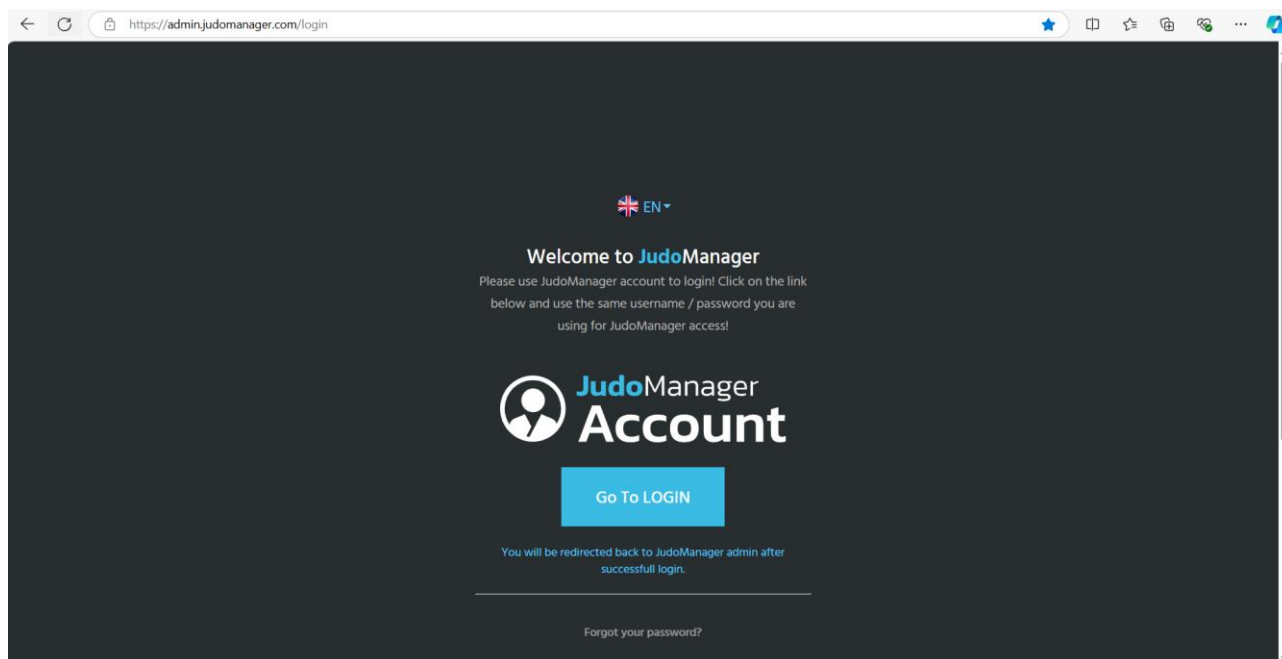 https://admin.judomanager.com/login
EN
Welcome to JudoManager
Please use JudoManager account to login! Click on the link
below and use the same username / password you are
using for JudoManager access!
JudoManager
Account
Go To LOGIN
You will be redirected back to JudoManager admin after
successfull login.
Forgot your password?